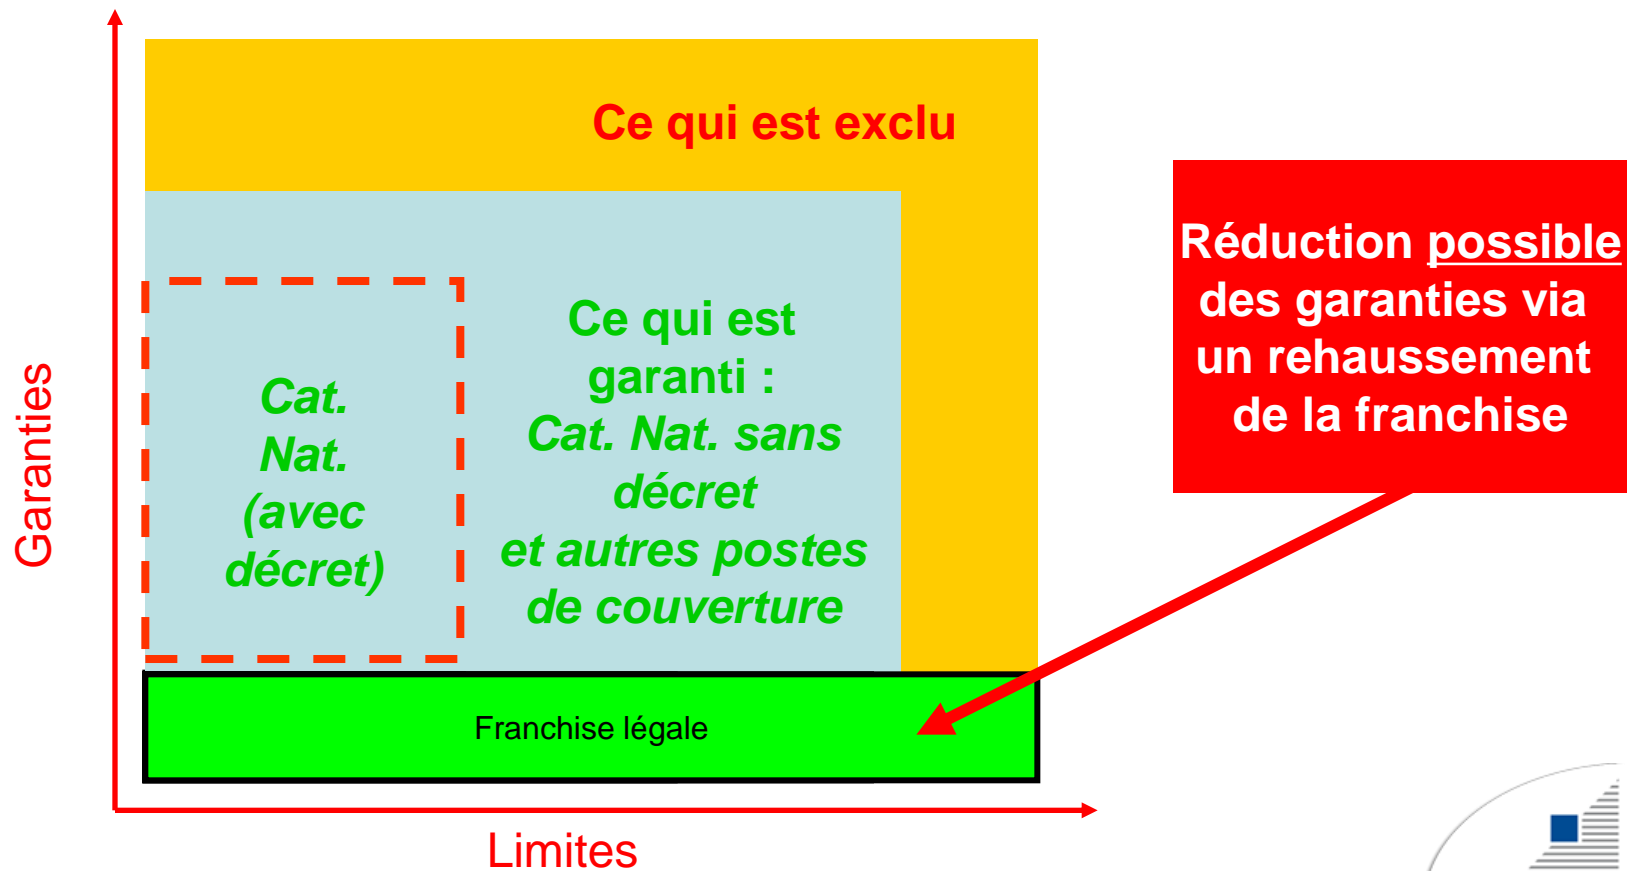 Garanties
Ce qui est exclu
Cat.
Nat.
(avec
décret)
Ce qui est
garanti :
Cat. Nat. sans
décret
et autres postes
de couverture
Franchise légale
Limites
Réduction possible
des garanties via
un rehaussement
de la franchise